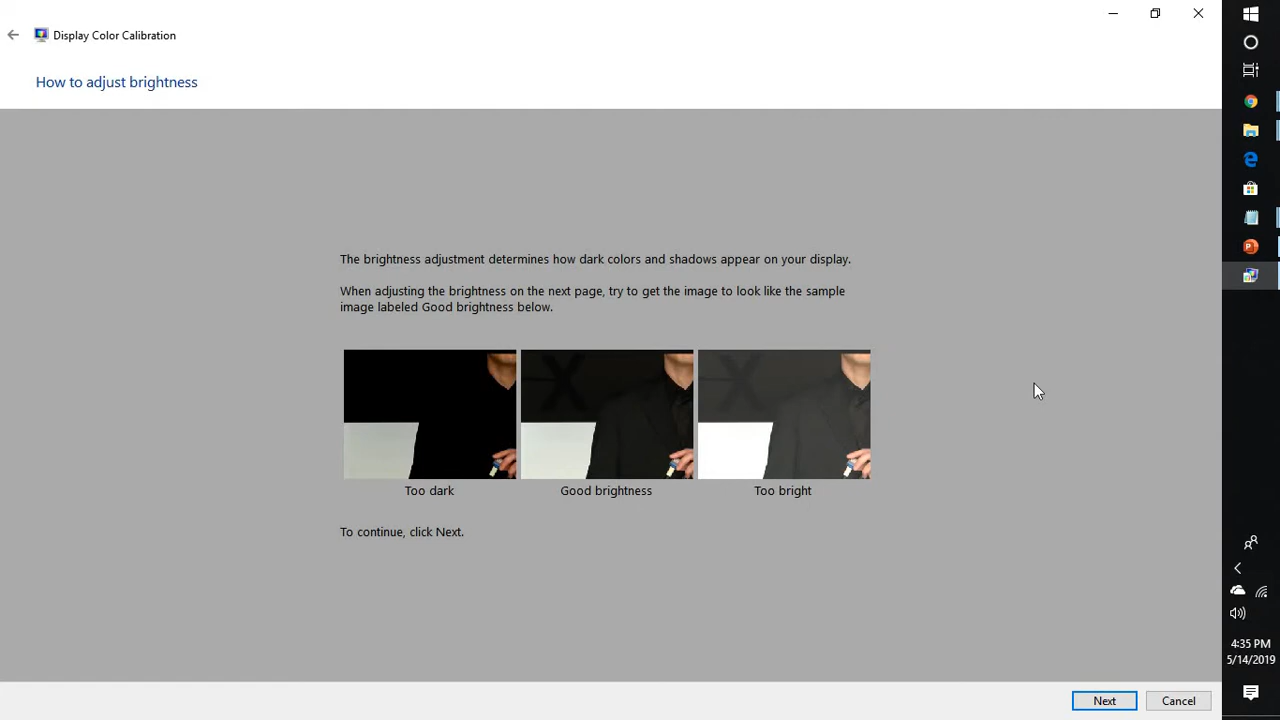 Display Color Calibration
How to adjust brightness
The brightness adjustment determines how dark colors and shadows appear on your display.
When adjusting the brightness on the next page, try to get the image to look like the sample
image labeled Good brightness below.
Too dark
Good brightness
Too bright
To continue, click Next.
Next
Cancel
4:35 PM
5/14/2019